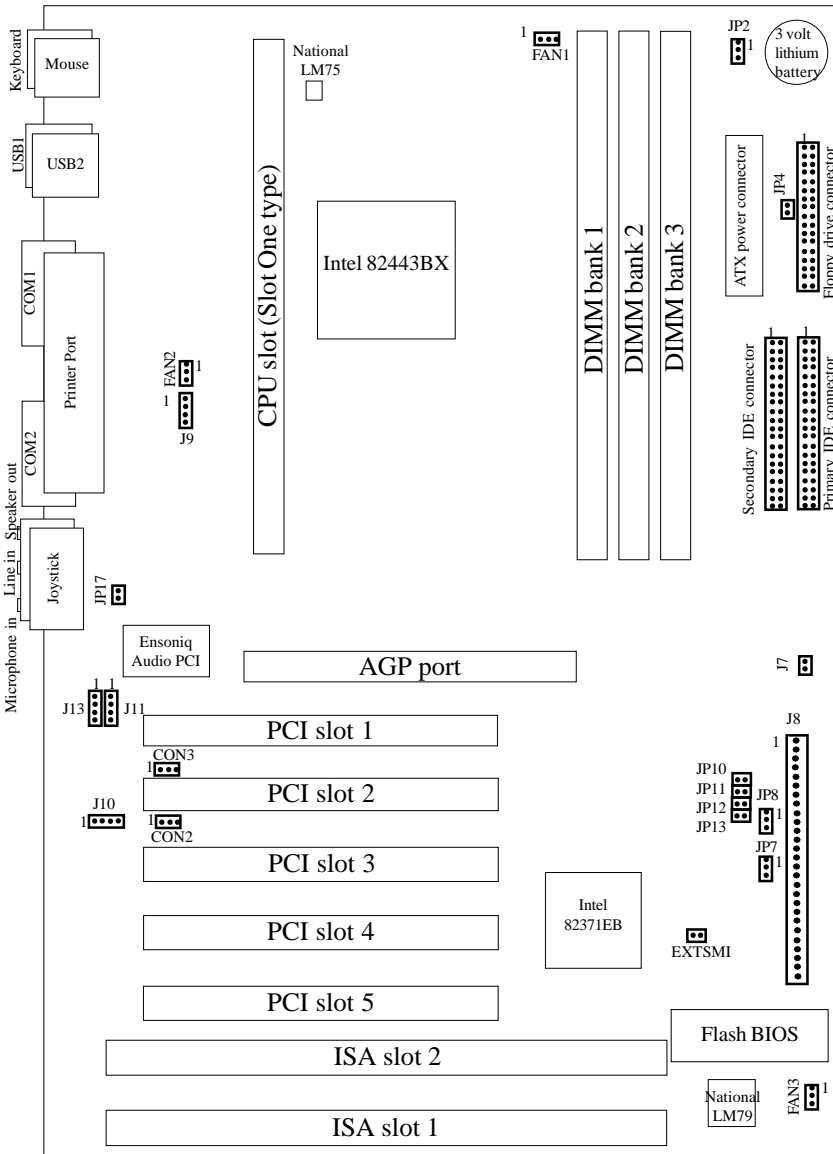 Keyboard
Mouse
USB1
USB2
COM1
Printer Port
COM2
Speaker out
Line in
Microphone in
Joystick
JP17
FAN2
1
1
J9
CPU slot (Slot One type)
National
LM75
Intel 82443BX
1
FAN1
DIMM bank 1
DIMM bank 2
DIMM bank 3
JP2
1
3 volt
lithium
battery
ATX power connector
JP4
1
Floppy drive connector
1
Secondary IDE connector
1
Primary IDE connector
Ensoniq
Audio PCI
AGP port
J7
J13
1
1
J11
PCI slot 1
CON3
1
PCI slot 2
J10
1
1
CON2
PCI slot 3
PCI slot 4
PCI slot 5
J8
1
JP10
JP11
JP12
JP13
JP8
1
JP7
1
Intel
82371EB
EXTSMI
Flash BIOS
ISA slot 2
National
LM79
FAN3
1
ISA slot 1